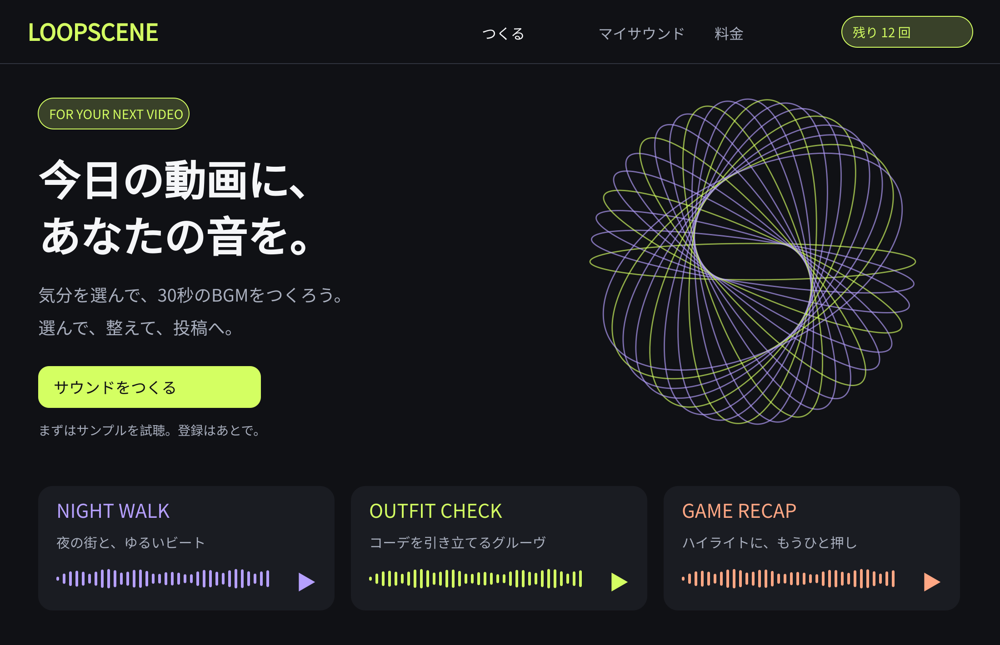 LOOPSCENE
つくる
マイサウンド
料金
残り 12 回
FOR YOUR NEXT VIDEO
今日の動画に、
あなたの音を。
気分を選んで、30秒のBGMをつくろう。
選んで、整えて、投稿へ。
サウンドをつくる
まずはサンプルを試聴。登録はあとで。
NIGHT WALK
夜の街と、ゆるいビート
OUTFIT CHECK
コーデを引き立てるグルーヴ
GAME RECAP
ハイライトに、もうひと押し